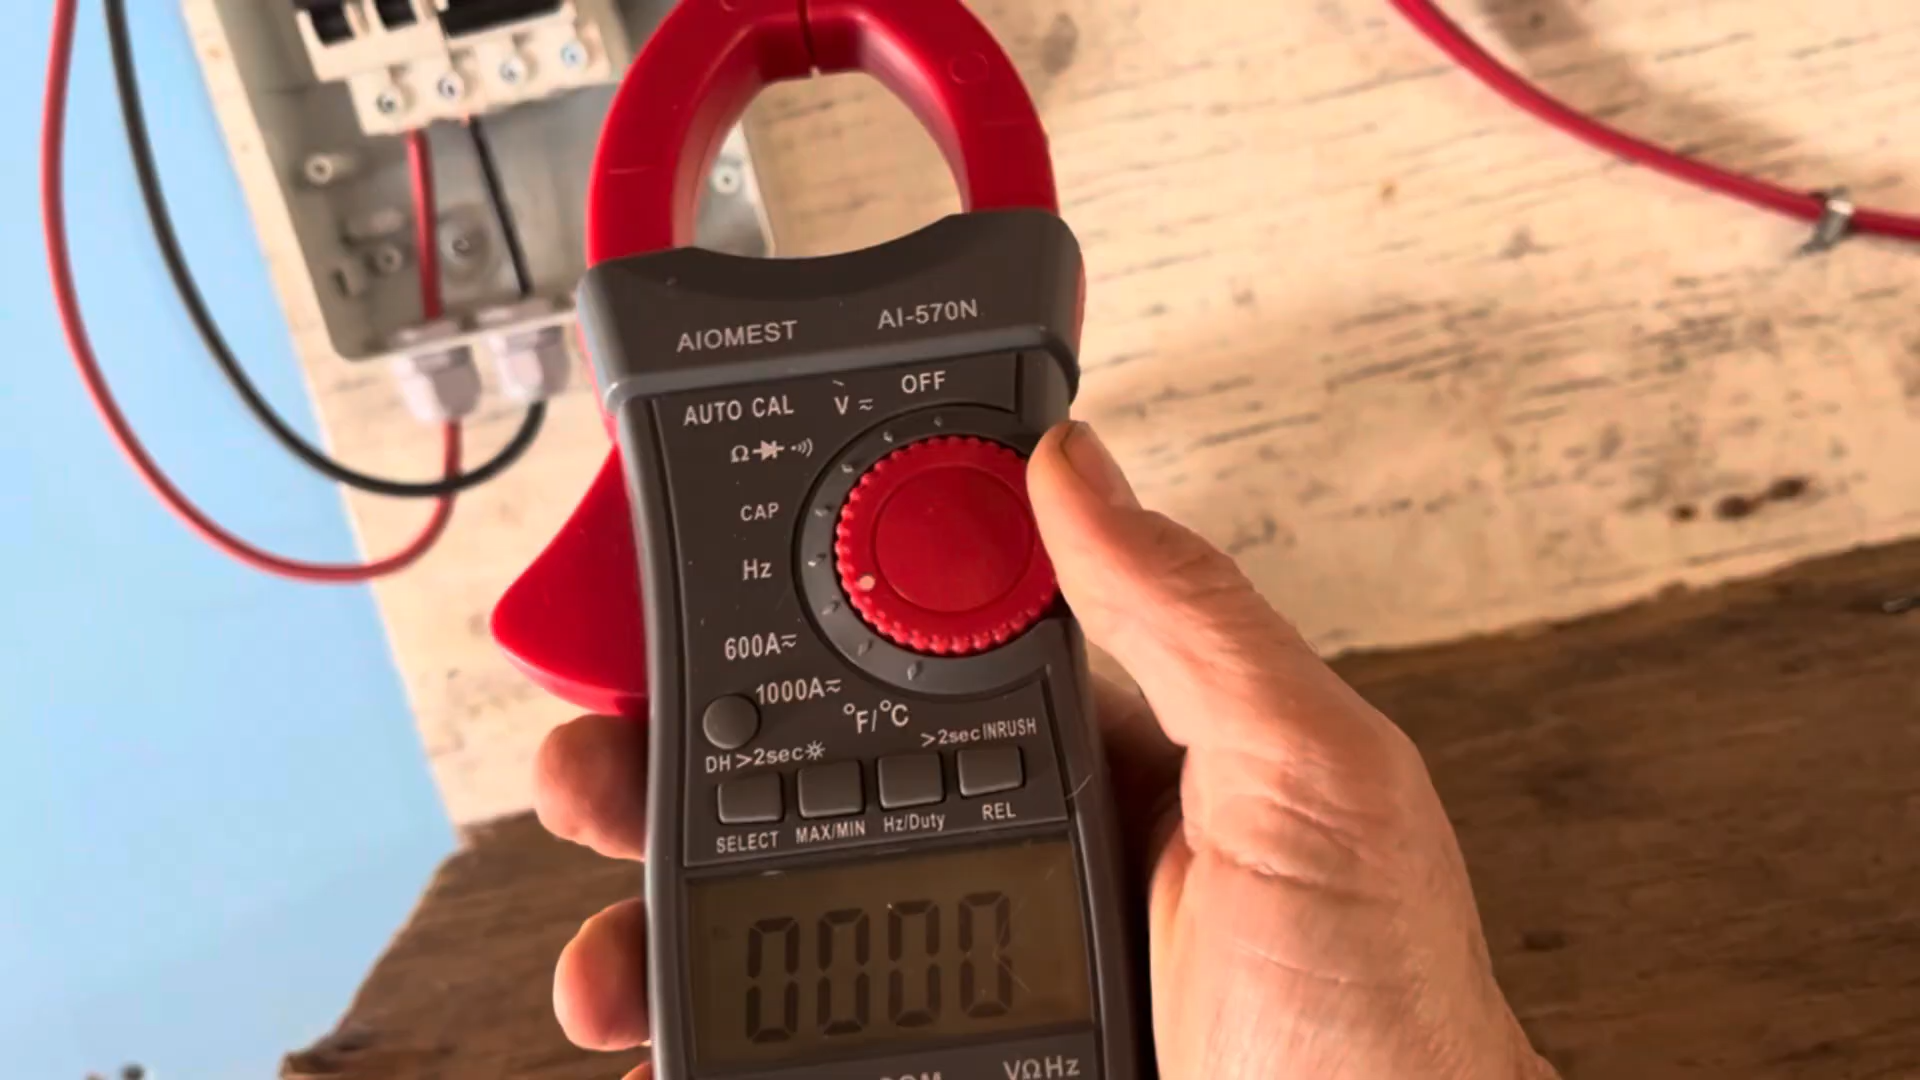 AIOMEST AI-570N
AUTO CAL V OFF
Ω
CAP
Hz
600A
1000A
°F/°C
DH >2sec >2sec INRUSH
SELECT MAX/MIN Hz/Duty REL
0000
COM VΩHz